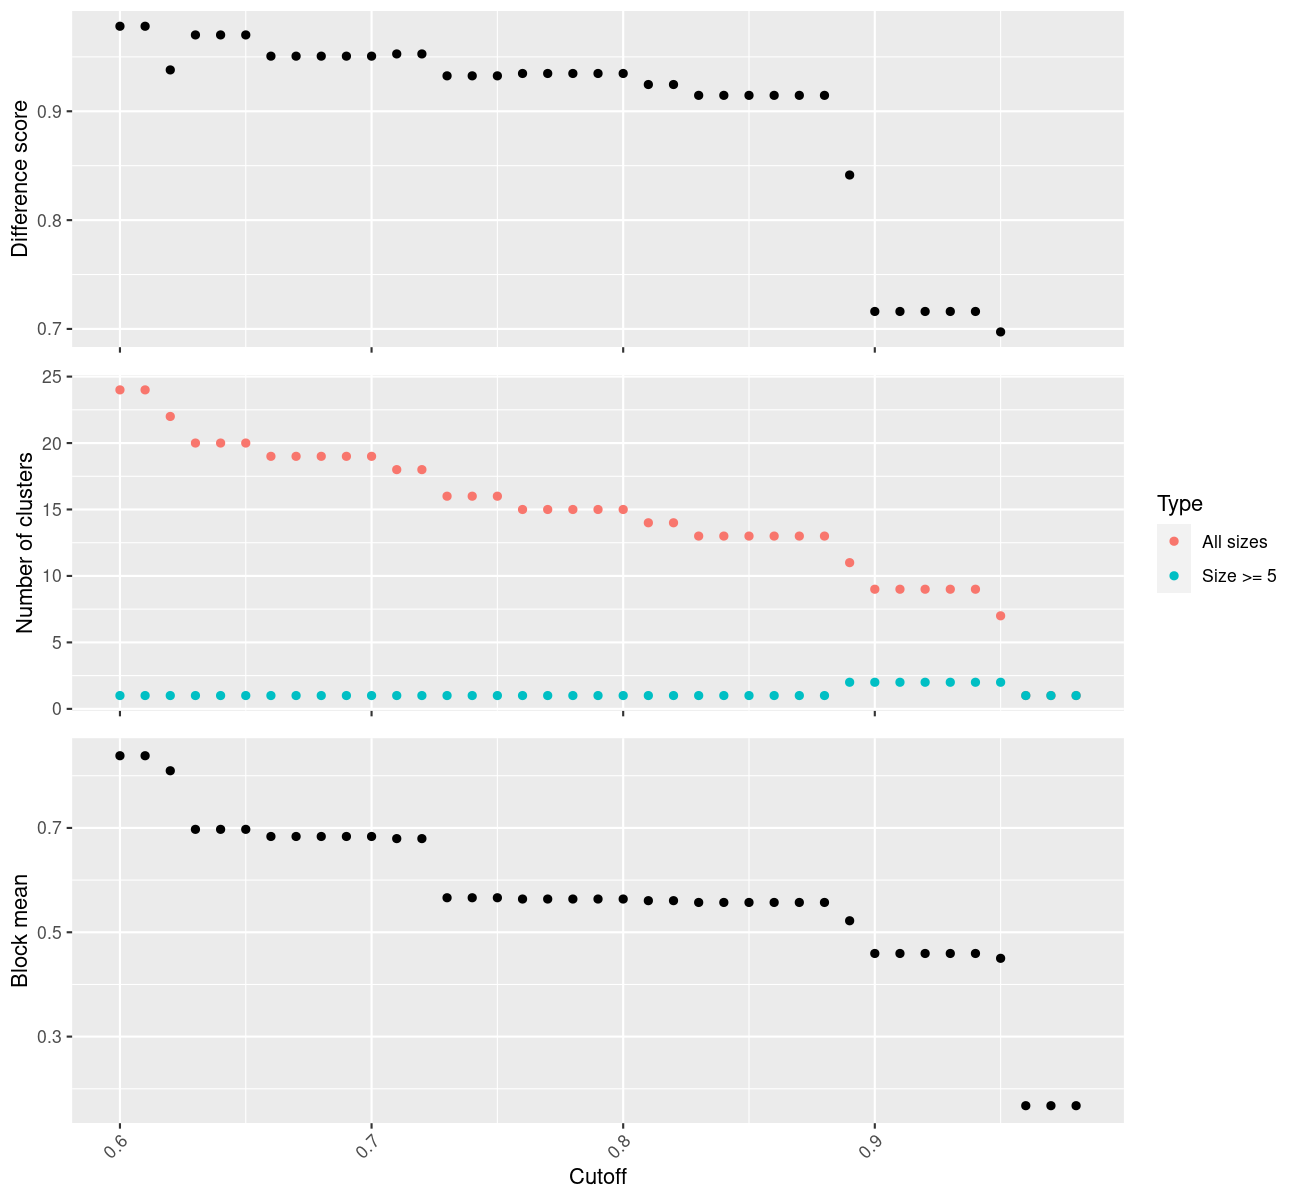 Difference score
0.9
0.8
0.7
Number of clusters
25
20
15
10
5
0
Type
All sizes
Size >= 5
Block mean
0.7
0.5
0.3
0.6
0.7
0.8
0.9
Cutoff